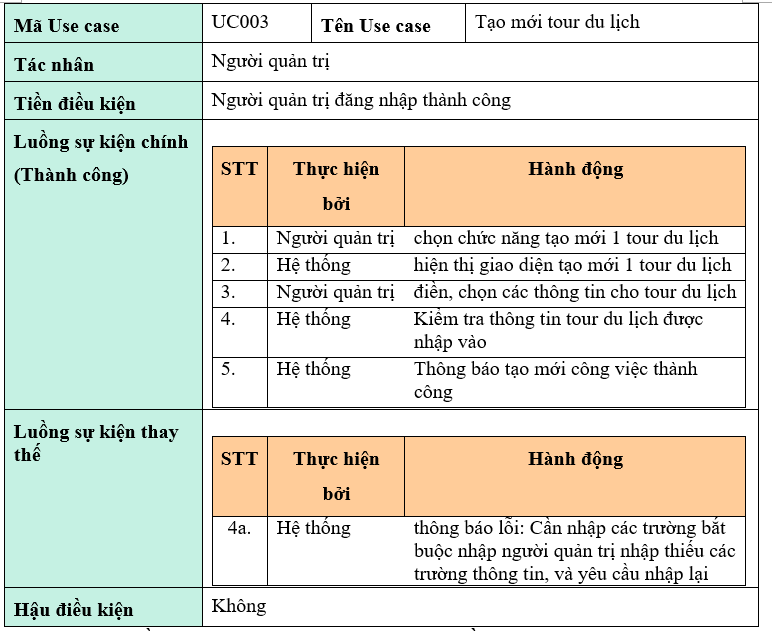 Mã Use case UC003 Tên Use case Tạo mới tour du lịch
Tác nhân Người quản trị
Tiền điều kiện Người quản trị đăng nhập thành công
Luồng sự kiện chính
(Thành công)
STT Thực hiện bởi Hành động
1. Người quản trị chọn chức năng tạo mới 1 tour du lịch
2. Hệ thống hiện thị giao diện tạo mới 1 tour du lịch
3. Người quản trị điền, chọn các thông tin cho tour du lịch
4. Hệ thống Kiểm tra thông tin tour du lịch được
nhập vào
5. Hệ thống Thông báo tạo mới công việc thành
công
Luồng sự kiện thay
thế
STT Thực hiện bởi Hành động
4a. Hệ thống thông báo lỗi: Cần nhập các trường bắt
buộc nhập người quản trị nhập thiếu các
trường thông tin, và yêu cầu nhập lại
Hậu điều kiện Không